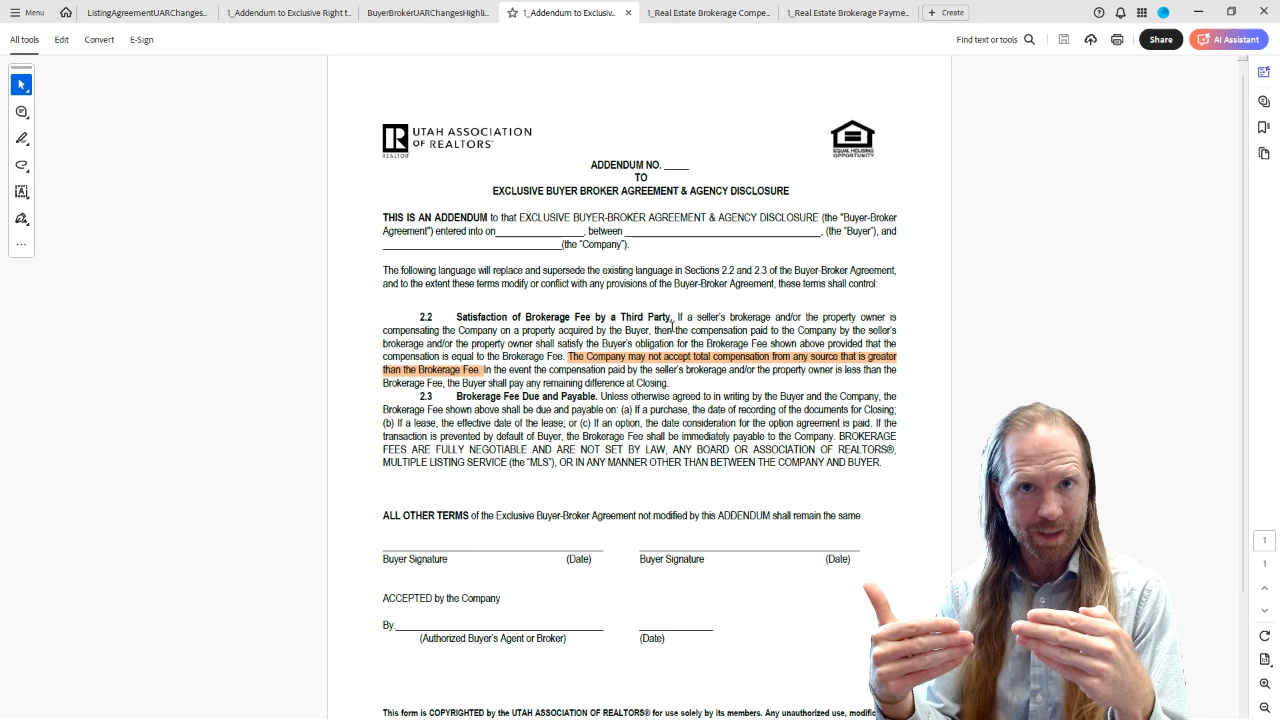 Menu
ListingAgreementUARChanges...
1_Addendum to Exclusive Right t...
BuyerBrokerUARChangesHighli...
1_Addendum to Exclusiv...
1_Real Estate Brokerage Compe...
1_Real Estate Brokerage Payme...
+ Create
All tools Edit Convert E-Sign
Find text or tools
Share
AI Assistant
UTAH ASSOCIATION
OF REALTORS®
REALTOR
EQUAL HOUSING
OPPORTUNITY
ADDENDUM NO. _____
TO
EXCLUSIVE BUYER BROKER AGREEMENT & AGENCY DISCLOSURE
THIS IS AN ADDENDUM to that EXCLUSIVE BUYER-BROKER AGREEMENT & AGENCY DISCLOSURE (the "Buyer-Broker
Agreement") entered into on________________, between ____________________________________, (the “Buyer”), and
_________________________________(the “Company”).
The following language will replace and supersede the existing language in Sections 2.2 and 2.3 of the Buyer-Broker Agreement,
and to the extent these terms modify or conflict with any provisions of the Buyer-Broker Agreement, these terms shall control:
2.2 Satisfaction of Brokerage Fee by a Third Party. If a seller’s brokerage and/or the property owner is
compensating the Company on a property acquired by the Buyer, then the compensation paid to the Company by the seller’s
brokerage and/or the property owner shall satisfy the Buyer’s obligation for the Brokerage Fee shown above provided that the
compensation is equal to the Brokerage Fee. The Company may not accept total compensation from any source that is greater
than the Brokerage Fee. In the event the compensation paid by the seller’s brokerage and/or the property owner is less than the
Brokerage Fee, the Buyer shall pay any remaining difference at Closing.
2.3 Brokerage Fee Due and Payable. Unless otherwise agreed to in writing by the Buyer and the Company, the
Brokerage Fee shown above shall be due and payable on: (a) If a purchase, the date of recording of the documents for Closing;
(b) If a lease, the effective date of the lease; or (c) If an option, the date consideration for the option agreement is paid. If the
transaction is prevented by default of Buyer, the Brokerage Fee shall be immediately payable to the Company. BROKERAGE
FEES ARE FULLY NEGOTIABLE AND ARE NOT SET BY LAW, ANY BOARD OR ASSOCIATION OF REALTORS®,
MULTIPLE LISTING SERVICE (the “MLS”), OR IN ANY MANNER OTHER THAN BETWEEN THE COMPANY AND BUYER.
ALL OTHER TERMS of the Exclusive Buyer-Broker Agreement not modified by this ADDENDUM shall remain the same.
Buyer Signature (Date) Buyer Signature (Date)
ACCEPTED by the Company
By:
(Authorized Buyer’s Agent or Broker) (Date)
This form is COPYRIGHTED by the UTAH ASSOCIATION OF REALTORS® for use solely by its members. Any unauthorized use, modific
1
1